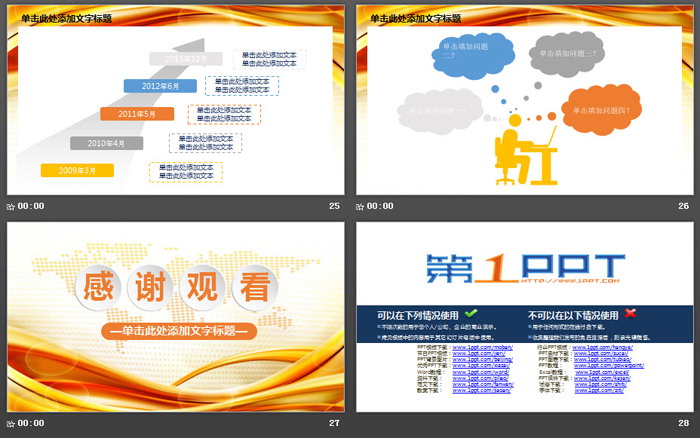 单击此处添加文字标题
2013年12月
单击此处添加文本
单击此处添加文本
2012年6月
单击此处添加文本
单击此处添加文本
2011年5月
单击此处添加文本
单击此处添加文本
2010年4月
单击此处添加文本
单击此处添加文本
2009年3月
单击此处添加文本
单击此处添加文本
00:00
25
单击此处添加文字标题
单击填加问题
二?
单击填加问题三?
单击填加问题四?
00:00
26
感谢观看
—单击此处添加文字标题—
00:00
27
第1PPT
HTTP://WWW.1PPT.COM
可以在下列情况使用
不可以在以下情况使用
PPT模板下载: www.1ppt.com/moban/
行业PPT模板: www.1ppt.com/hangye/
节日PPT模板: www.1ppt.com/jieri/
PPT素材下载: www.1ppt.com/sucai/
PPT背景图片: www.1ppt.com/beijing/
PPT图表下载: www.1ppt.com/tubiao/
优秀PPT下载: www.1ppt.com/xiazai/
PPT教程: www.1ppt.com/powerpoint/
Word教程: www.1ppt.com/word/
Excel教程: www.1ppt.com/excel/
资料下载: www.1ppt.com/ziliao/
PPT课件下载: www.1ppt.com/kejian/
范文下载: www.1ppt.com/fanwen/
试卷下载: www.1ppt.com/shiti/
教案下载: www.1ppt.com/jiaoan/
字体下载: www.1ppt.com/ziti/
00:00
28